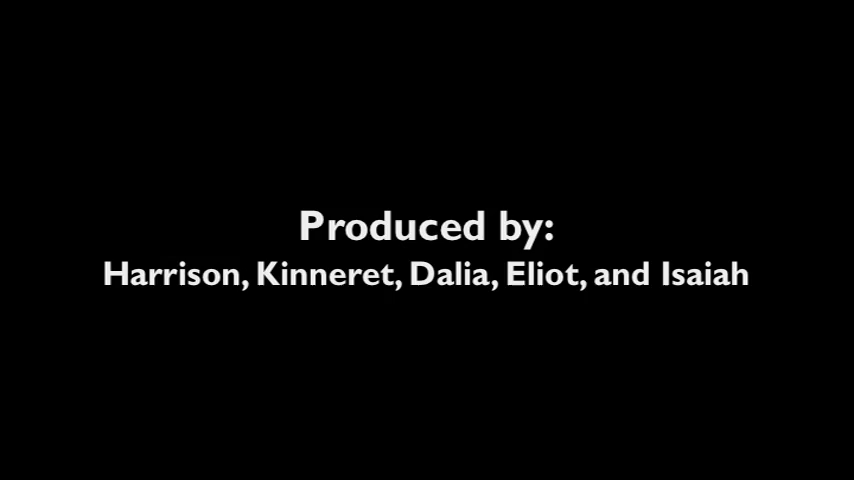 Produced by:
Harrison, Kinneret, Dalia, Eliot, and Isaiah